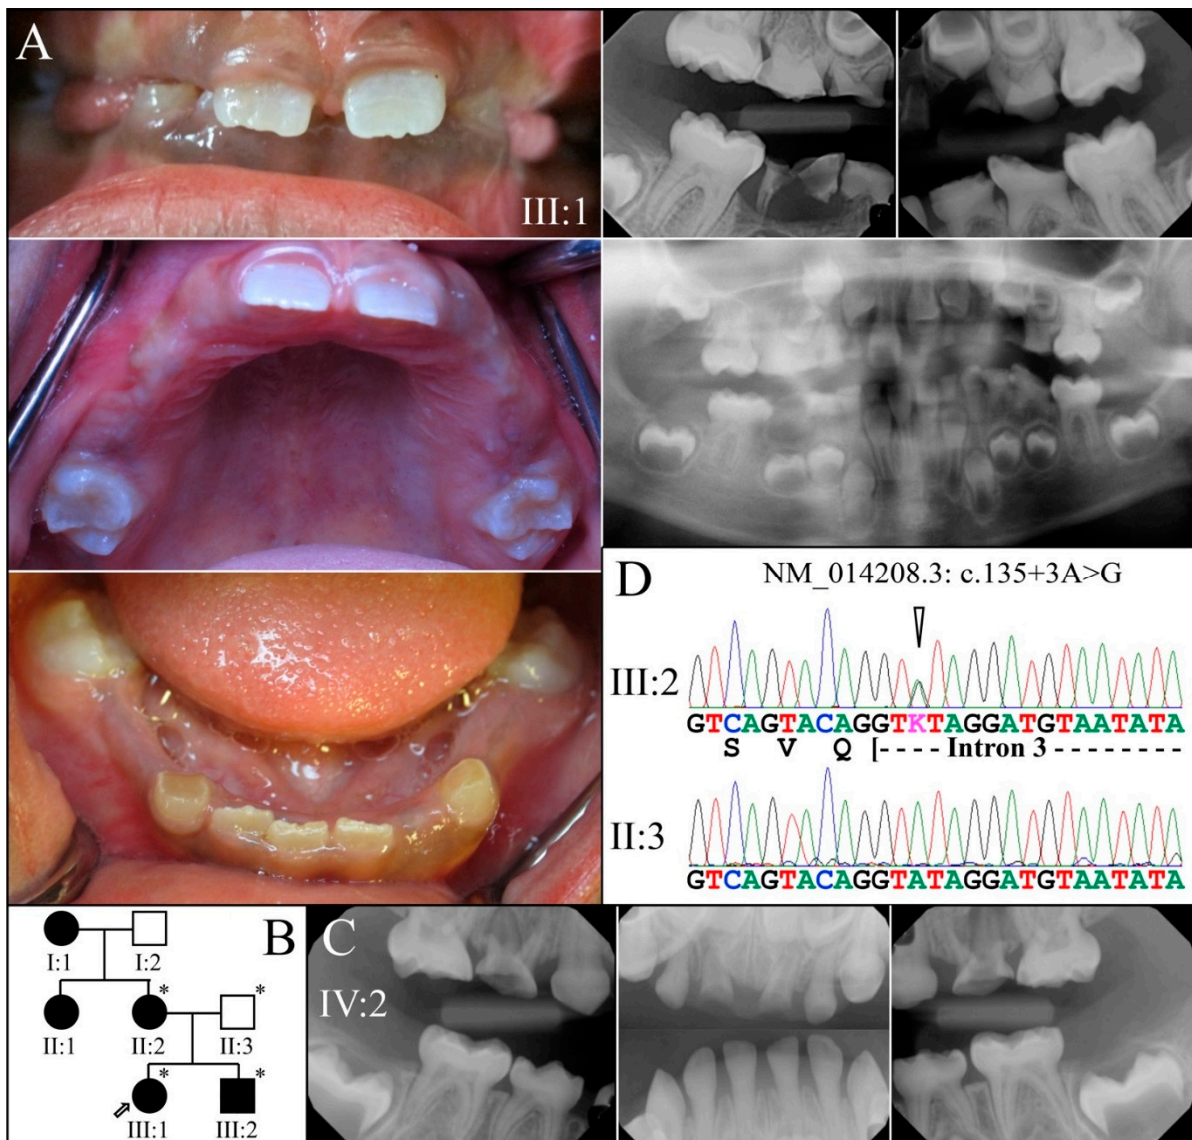 A
III:1
D
NM_014208.3: c.135+3A>G
III:2
GTCAGTACAGGTKTAGGATGTAATATA
S V Q [---- Intron 3 -------
II:3
GTCAGTACAGGTATAGGATGTAATATA
B
I:1 I:2
* *
II:1 II:2 II:3
* *
III:1 III:2
C
IV:2